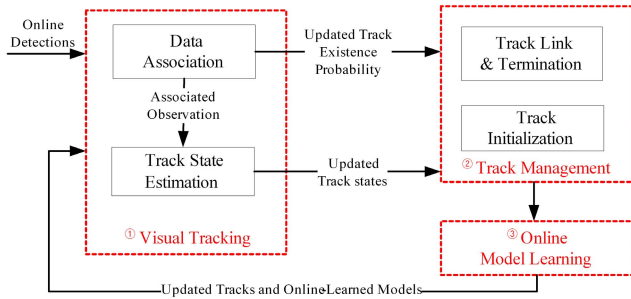 Online
Detections
Data
Association
Associated
Observation
Track State
Estimation
① Visual Tracking
Updated Track
Existence
Probability
Updated
Track states
Track Link
& Termination
Track
Initialization
② Track Management
③ Online
Model Learning
Updated Tracks and Online-Learned Models